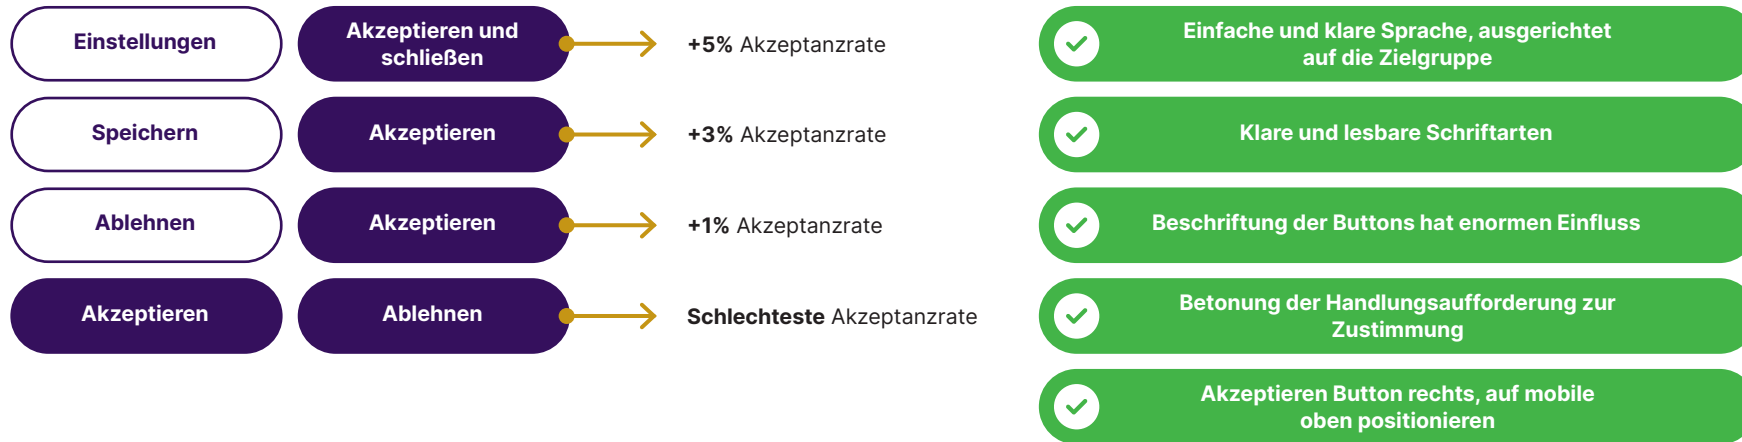 Einstellungen
Akzeptieren und
schließen
+5% Akzeptanzrate
Speichern
Akzeptieren
+3% Akzeptanzrate
Ablehnen
Akzeptieren
+1% Akzeptanzrate
Akzeptieren
Ablehnen
Schlechteste Akzeptanzrate
Einfache und klare Sprache, ausgerichtet
auf die Zielgruppe
Klare und lesbare Schriftarten
Beschriftung der Buttons hat enormen Einfluss
Betonung der Handlungsaufforderung zur
Zustimmung
Akzeptieren Button rechts, auf mobile
oben positionieren